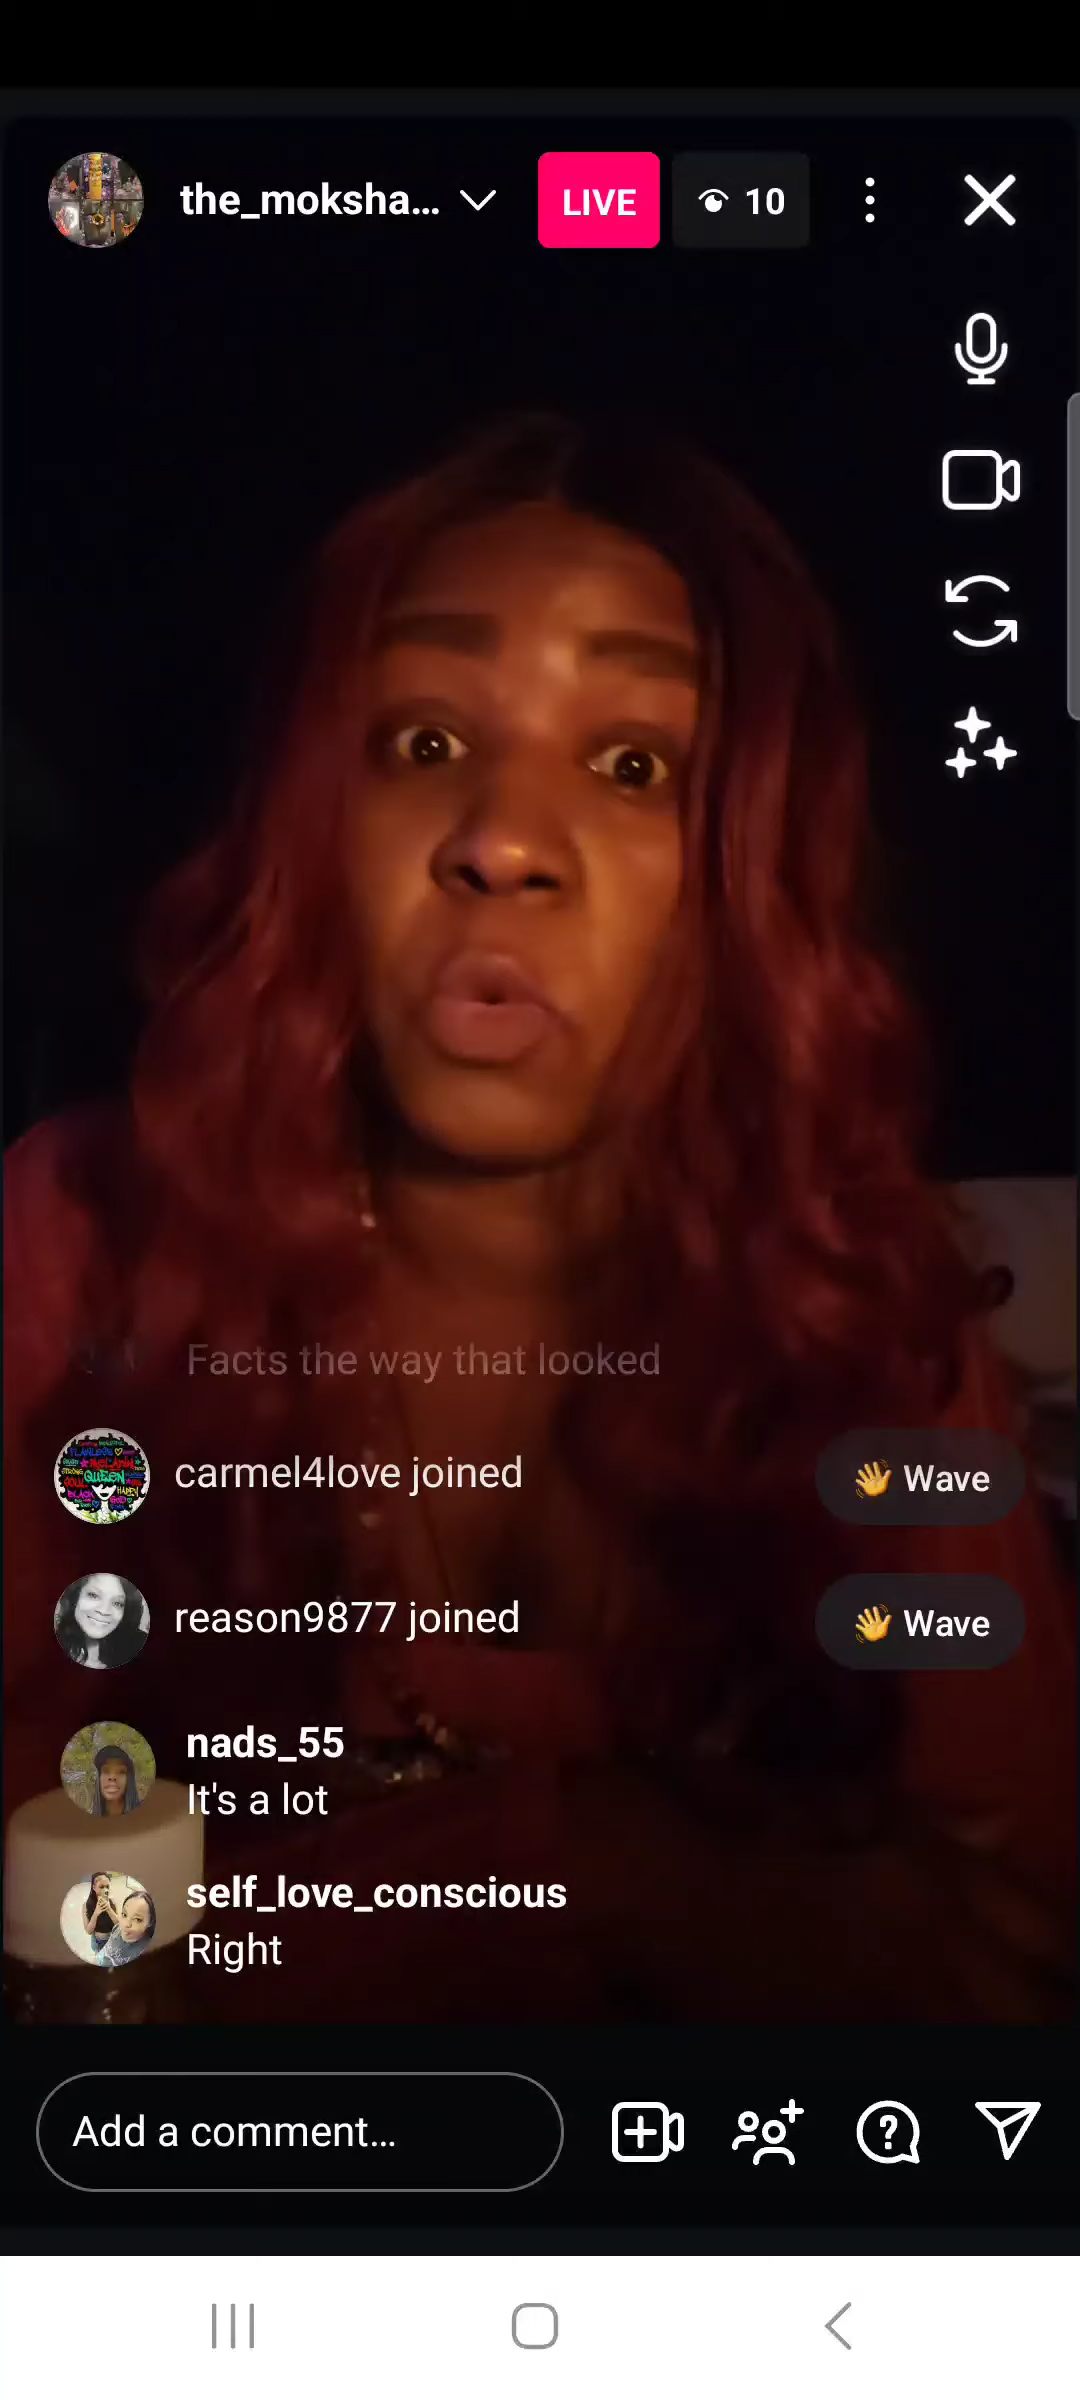 the_moksha...
LIVE
10
Facts the way that looked
carmel4love joined
Wave
reason9877 joined
Wave
nads_55
It's a lot
self_love_conscious
Right
Add a comment...